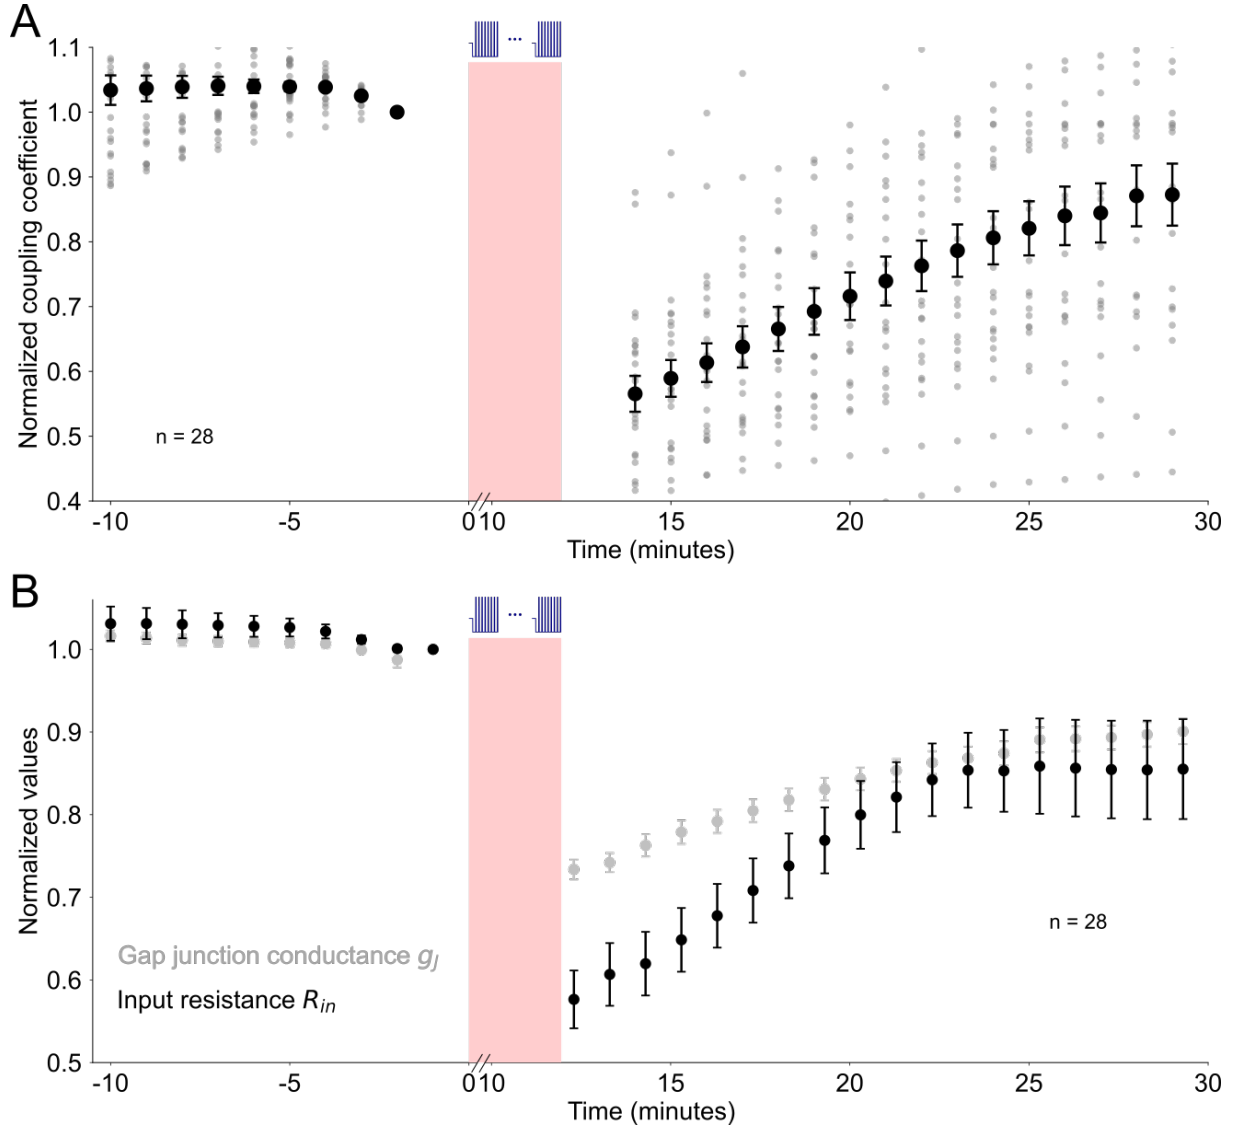 A
...
1.1
1.0
0.9
0.8
0.7
0.6
0.5
0.4
Normalized coupling coefficient
n = 28
-10 -5 0 // 10 15 20 25 30
Time (minutes)
B
...
1.0
0.9
0.8
0.7
0.6
0.5
Normalized values
n = 28
Gap junction conductance gJ
Input resistance Rin
-10 -5 0 // 10 15 20 25 30
Time (minutes)